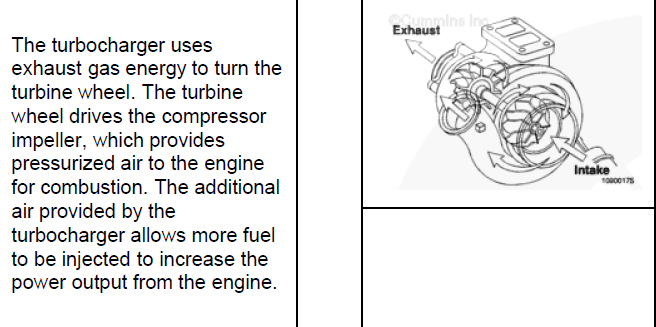 The turbocharger uses
exhaust gas energy to turn the
turbine wheel. The turbine
wheel drives the compressor
impeller, which provides
pressurized air to the engine
for combustion. The additional
air provided by the
turbocharger allows more fuel
to be injected to increase the
power output from the engine.
©Cummins Inc
Exhaust
Intake
10900175